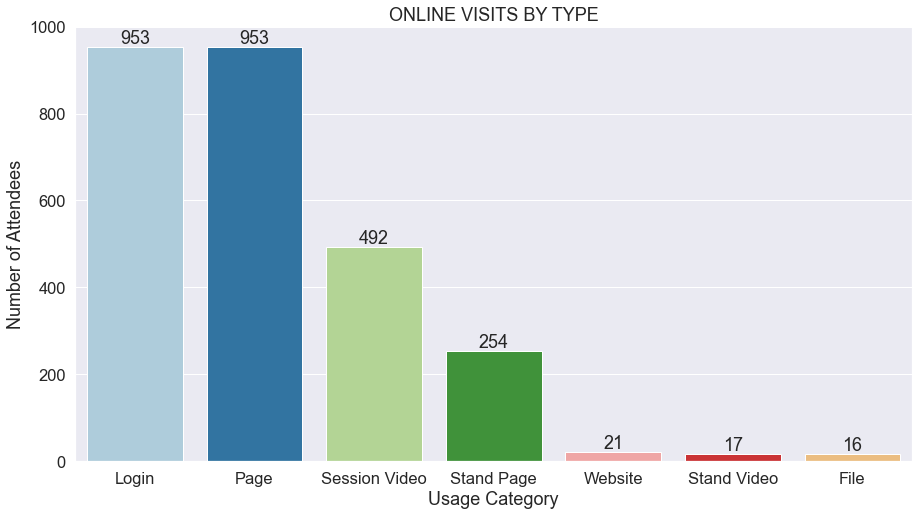 ONLINE VISITS BY TYPE
Number of Attendees
1000
800
600
400
200
0
953
953
492
254
21
17
16
Login
Page
Session Video
Stand Page
Website
Stand Video
File
Usage Category